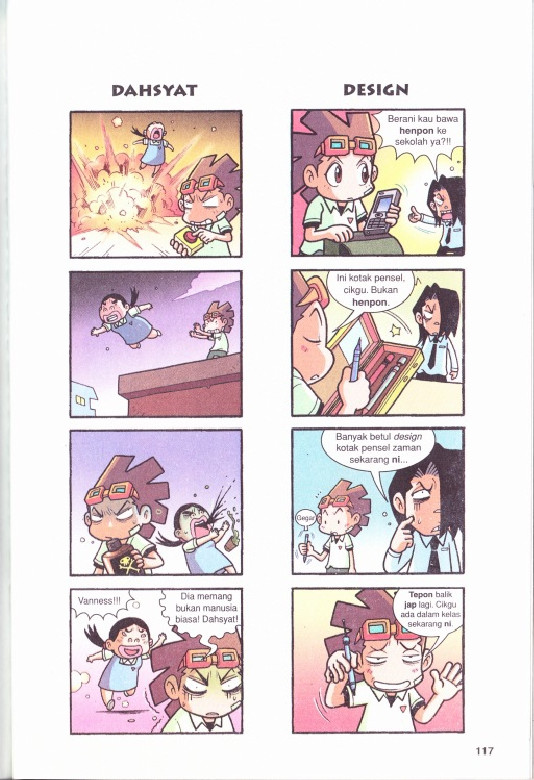 DAHSYAT
Vanness!!!
Dia memang
bukan manusia
biasa! Dahsyat!
DESIGN
Berani kau bawa
henpon ke
sekolah ya?!!
Ini kotak pensel,
cikgu. Bukan
henpon.
Banyak betul design
kotak pensel zaman
sekarang ni...
Gegar
Tepon balik
jap lagi. Cikgu
ada dalam kelas
sekarang ni.
117